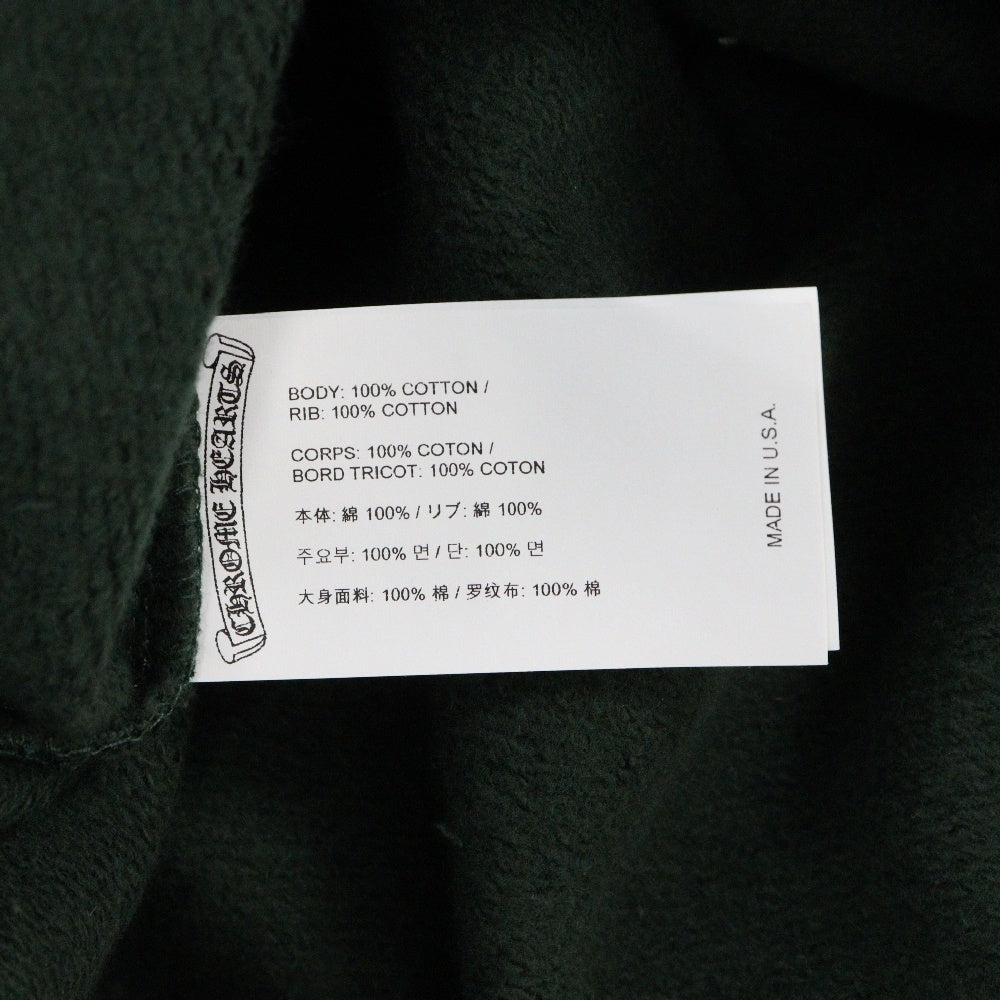 CHROME HEARTS
BODY: 100% COTTON /
RIB: 100% COTTON
CORPS: 100% COTON /
BORD TRICOT: 100% COTON
本体: 綿 100% / リブ: 綿 100%
주요부: 100% 면 / 단: 100% 면
大身面料: 100% 棉 / 罗纹布: 100% 棉
MADE IN U.S.A.